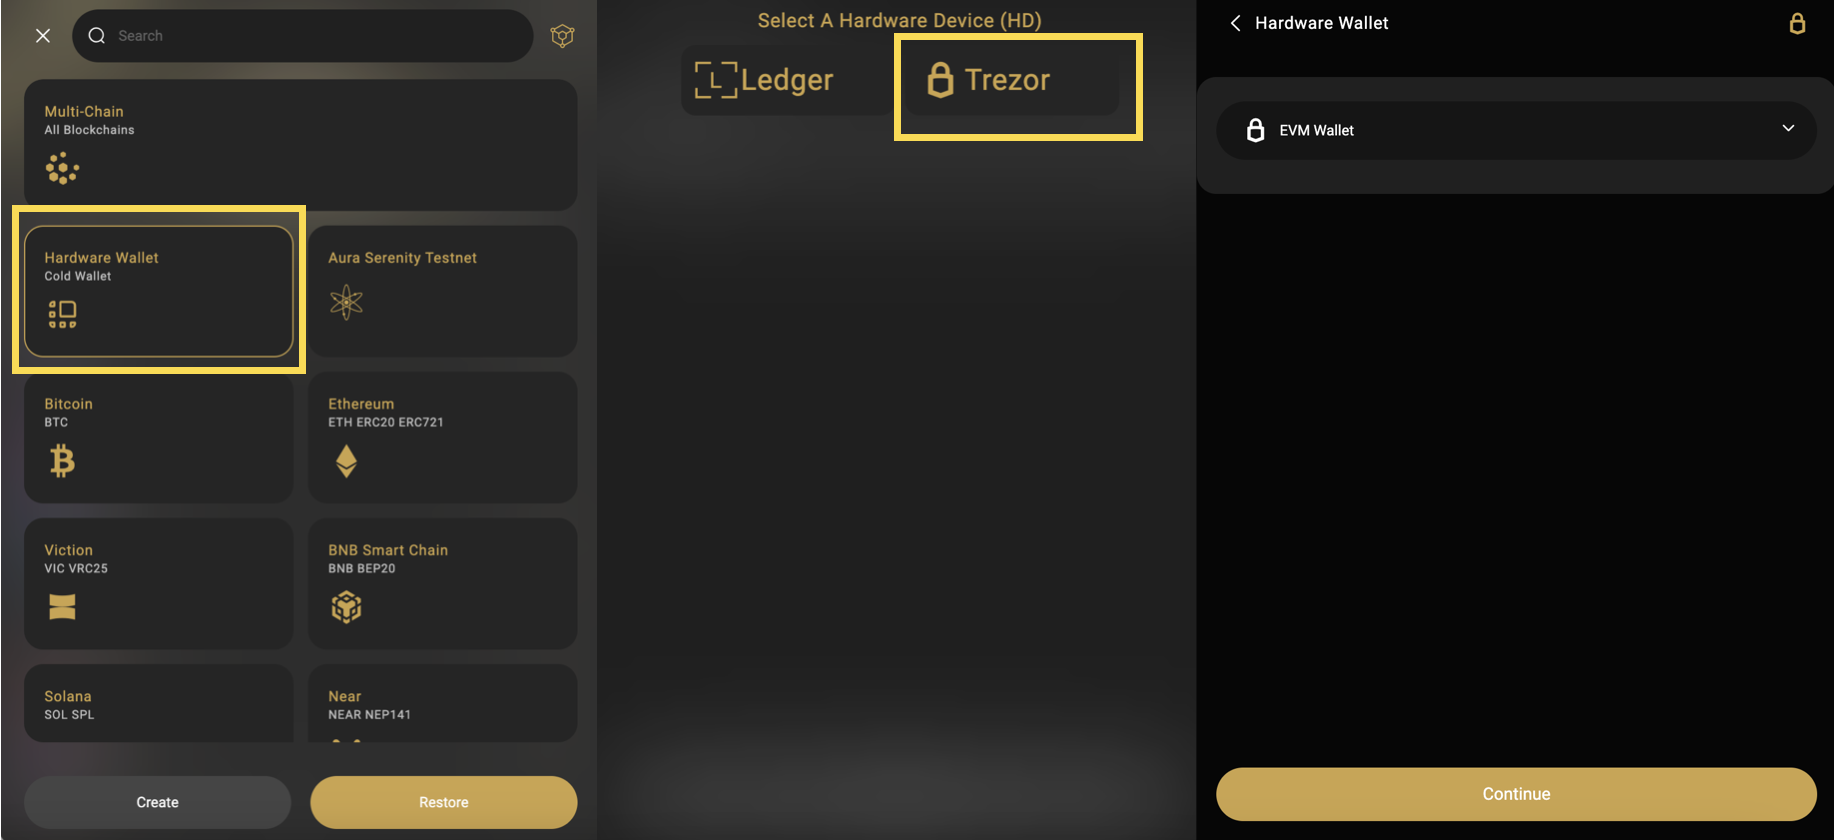 Search
Multi-Chain
All Blockchains
Hardware Wallet
Cold Wallet
Aura Serenity Testnet
Bitcoin
BTC
Ethereum
ETH ERC20 ERC721
Viction
VIC VRC25
BNB Smart Chain
BNB BEP20
Solana
SOL SPL
Near
NEAR NEP141
Create
Restore
Select A Hardware Device (HD)
Ledger
Trezor
Hardware Wallet
EVM Wallet
Continue